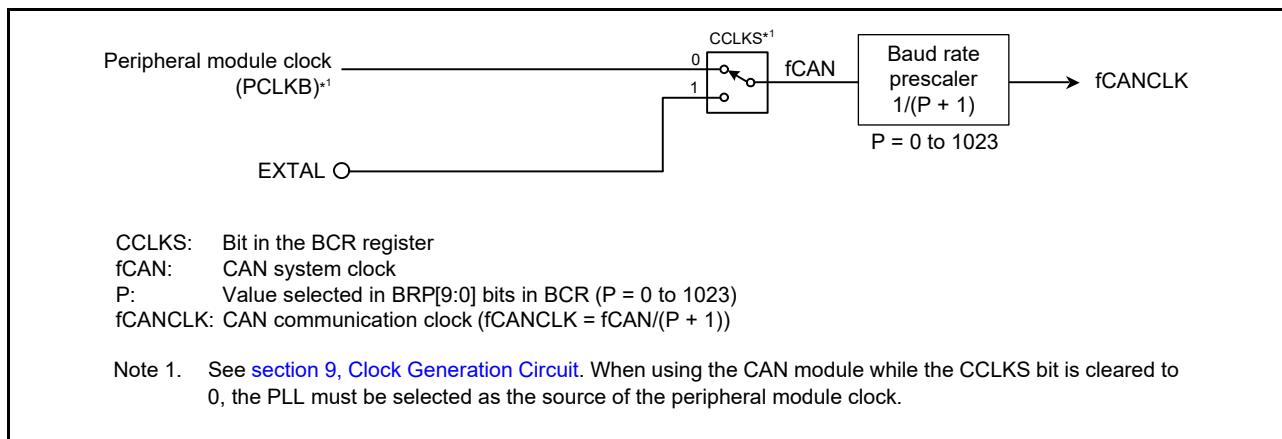 CCLKS*1
Peripheral module clock
(PCLKB)*1
0
1
fCAN
Baud rate
prescaler
1/(P + 1)
fCANCLK
P = 0 to 1023
EXTAL
CCLKS: Bit in the BCR register
fCAN: CAN system clock
P: Value selected in BRP[9:0] bits in BCR (P = 0 to 1023)
fCANCLK: CAN communication clock (fCANCLK = fCAN/(P + 1))
Note 1. See section 9, Clock Generation Circuit. When using the CAN module while the CCLKS bit is cleared to
0, the PLL must be selected as the source of the peripheral module clock.